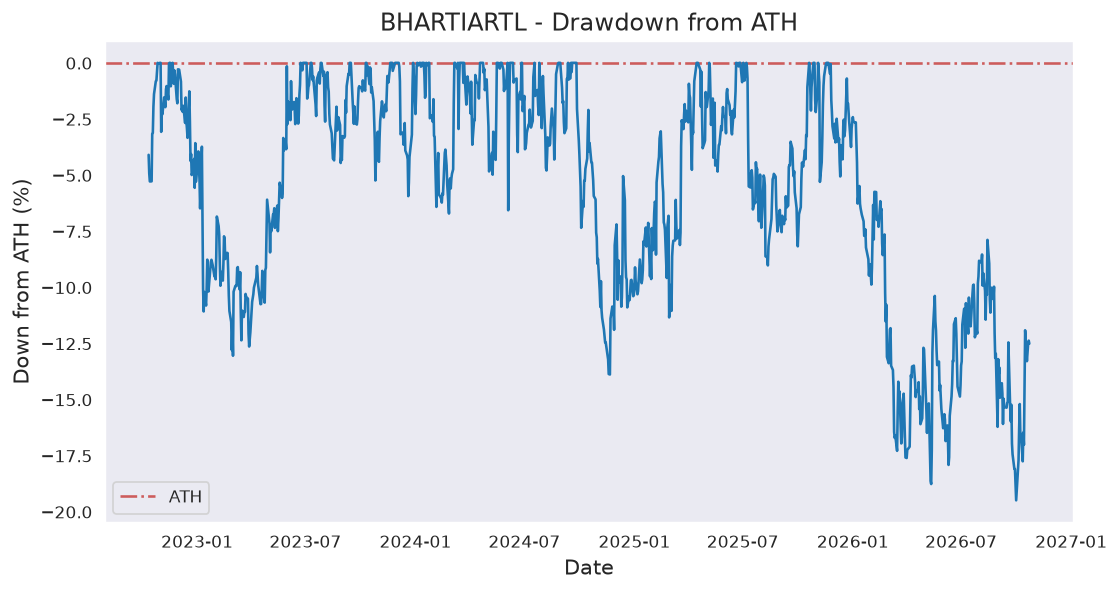 BHARTIARTL - Drawdown from ATH
Down from ATH (%)
0.0
−2.5
−5.0
−7.5
−10.0
−12.5
−15.0
−17.5
−20.0
ATH
2023-01 2023-07 2024-01 2024-07 2025-01 2025-07 2026-01 2026-07 2027-01
Date